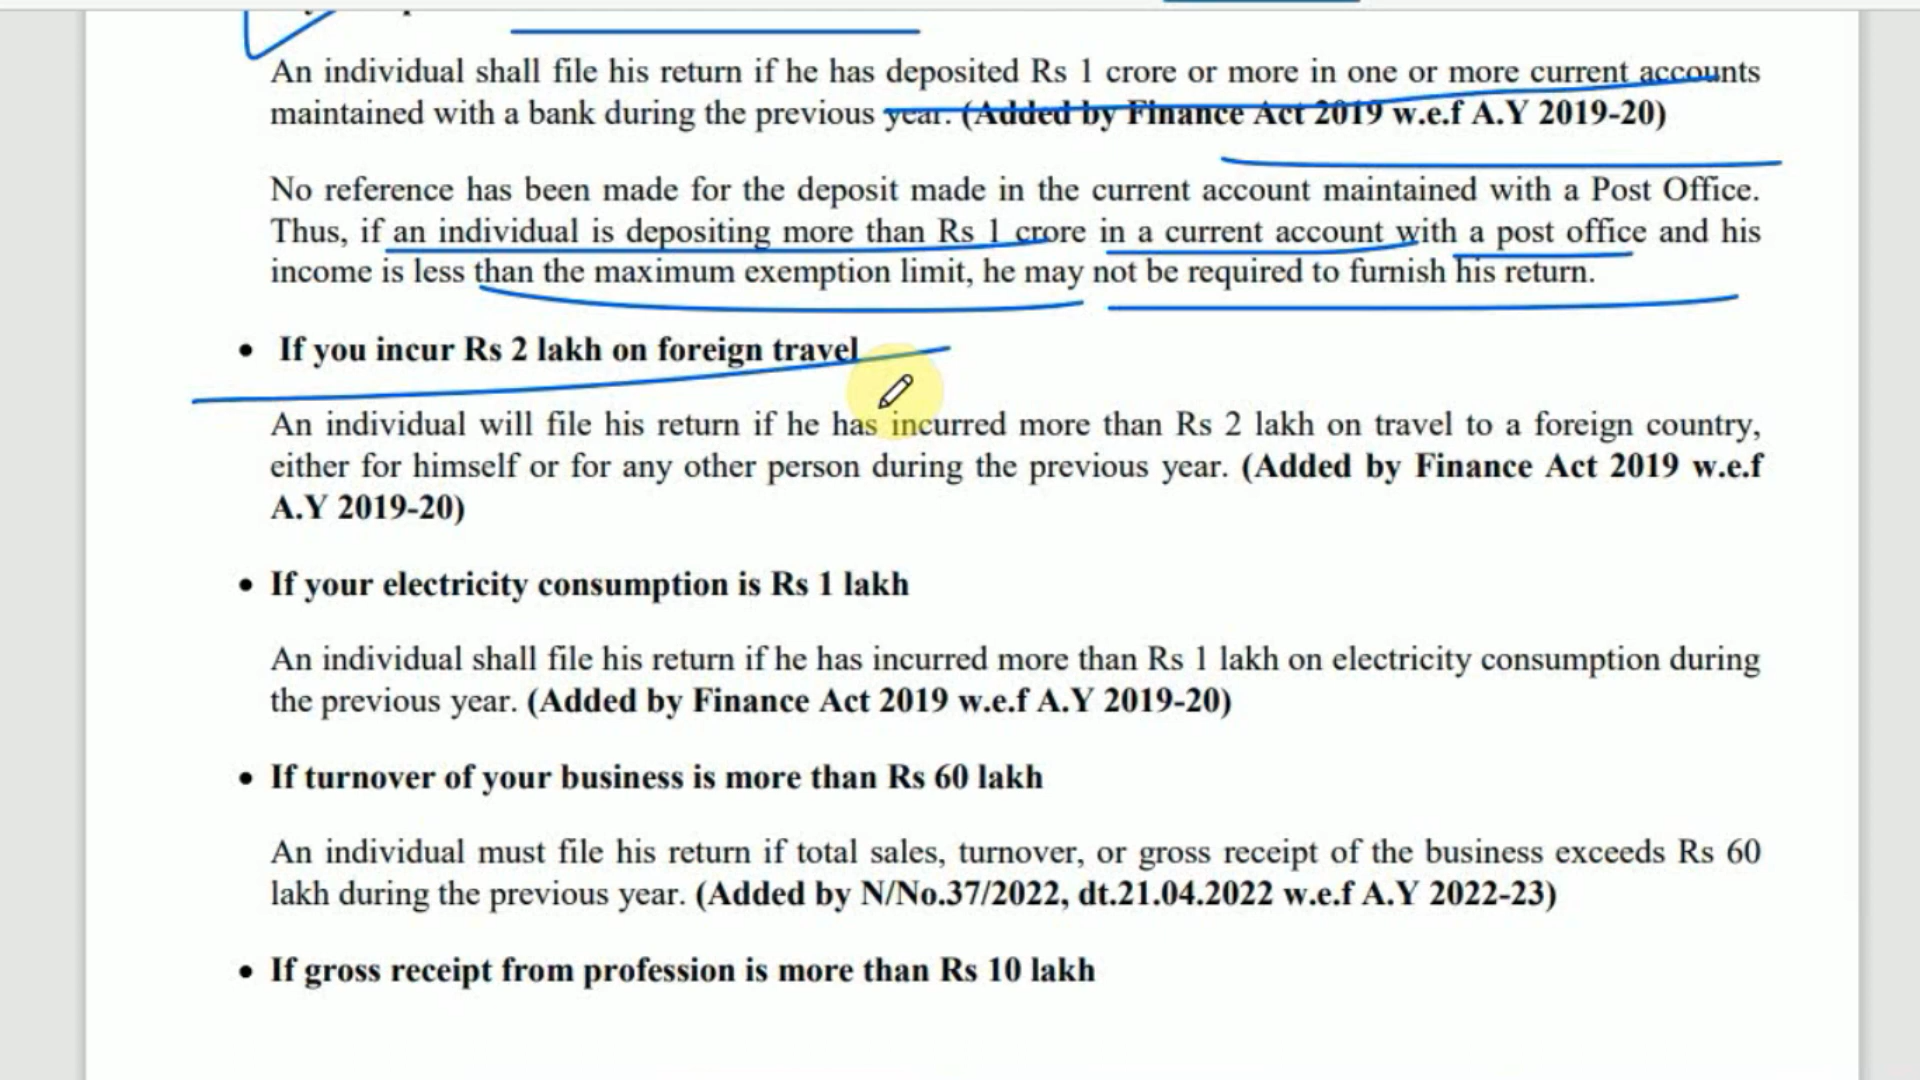 An individual shall file his return if he has deposited Rs 1 crore or more in one or more current accounts
maintained with a bank during the previous year. (Added by Finance Act 2019 w.e.f A.Y 2019-20)
No reference has been made for the deposit made in the current account maintained with a Post Office.
Thus, if an individual is depositing more than Rs 1 crore in a current account with a post office and his
income is less than the maximum exemption limit, he may not be required to furnish his return.
• If you incur Rs 2 lakh on foreign travel
An individual will file his return if he has incurred more than Rs 2 lakh on travel to a foreign country,
either for himself or for any other person during the previous year. (Added by Finance Act 2019 w.e.f
A.Y 2019-20)
• If your electricity consumption is Rs 1 lakh
An individual shall file his return if he has incurred more than Rs 1 lakh on electricity consumption during
the previous year. (Added by Finance Act 2019 w.e.f A.Y 2019-20)
• If turnover of your business is more than Rs 60 lakh
An individual must file his return if total sales, turnover, or gross receipt of the business exceeds Rs 60
lakh during the previous year. (Added by N/No.37/2022, dt.21.04.2022 w.e.f A.Y 2022-23)
• If gross receipt from profession is more than Rs 10 lakh